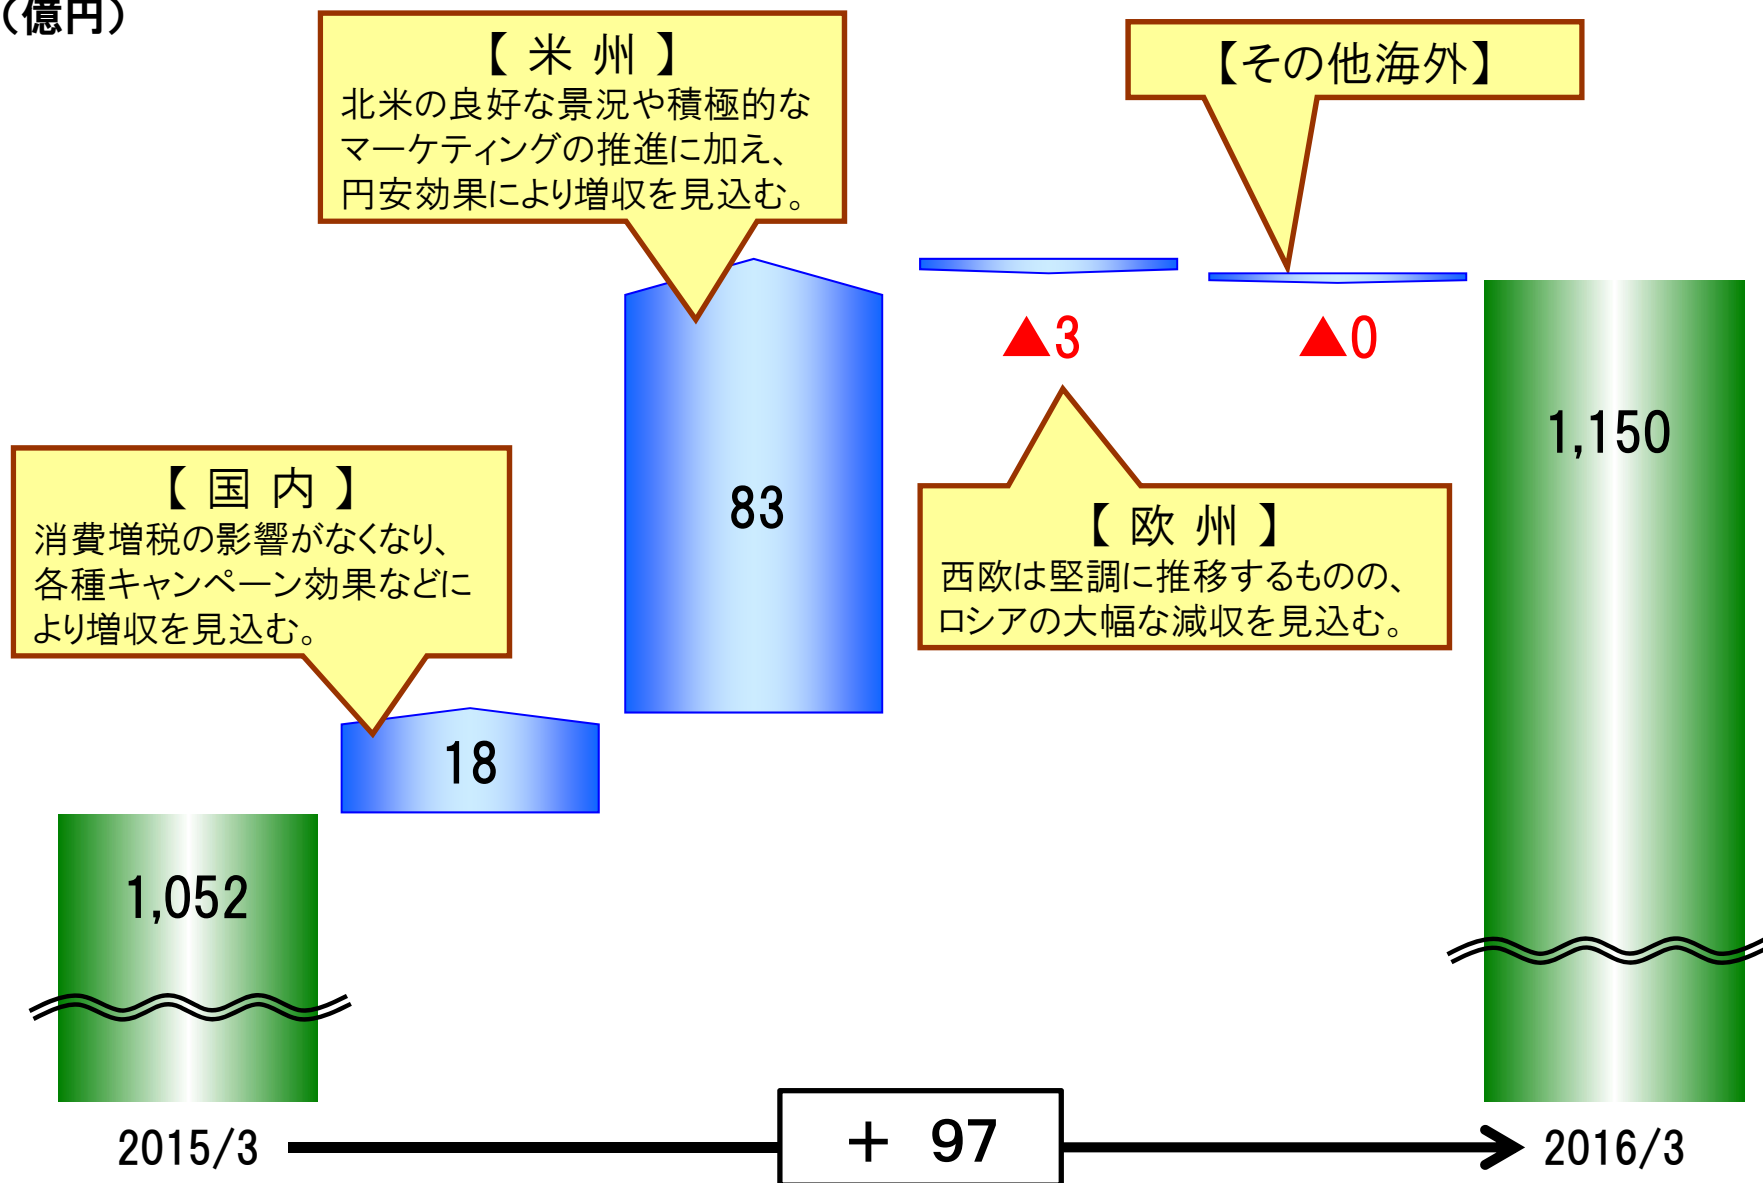 （億円）
【 米 州 】
北米の良好な景況や積極的な
マーケティングの推進に加え、
円安効果により増収を見込む。
【その他海外】
▲3
▲0
1,150
【 国 内 】
消費増税の影響がなくなり、
各種キャンペーン効果などに
より増収を見込む。
83
【 欧 州 】
西欧は堅調に推移するものの、
ロシアの大幅な減収を見込む。
18
1,052
2015/3
＋ 97
2016/3